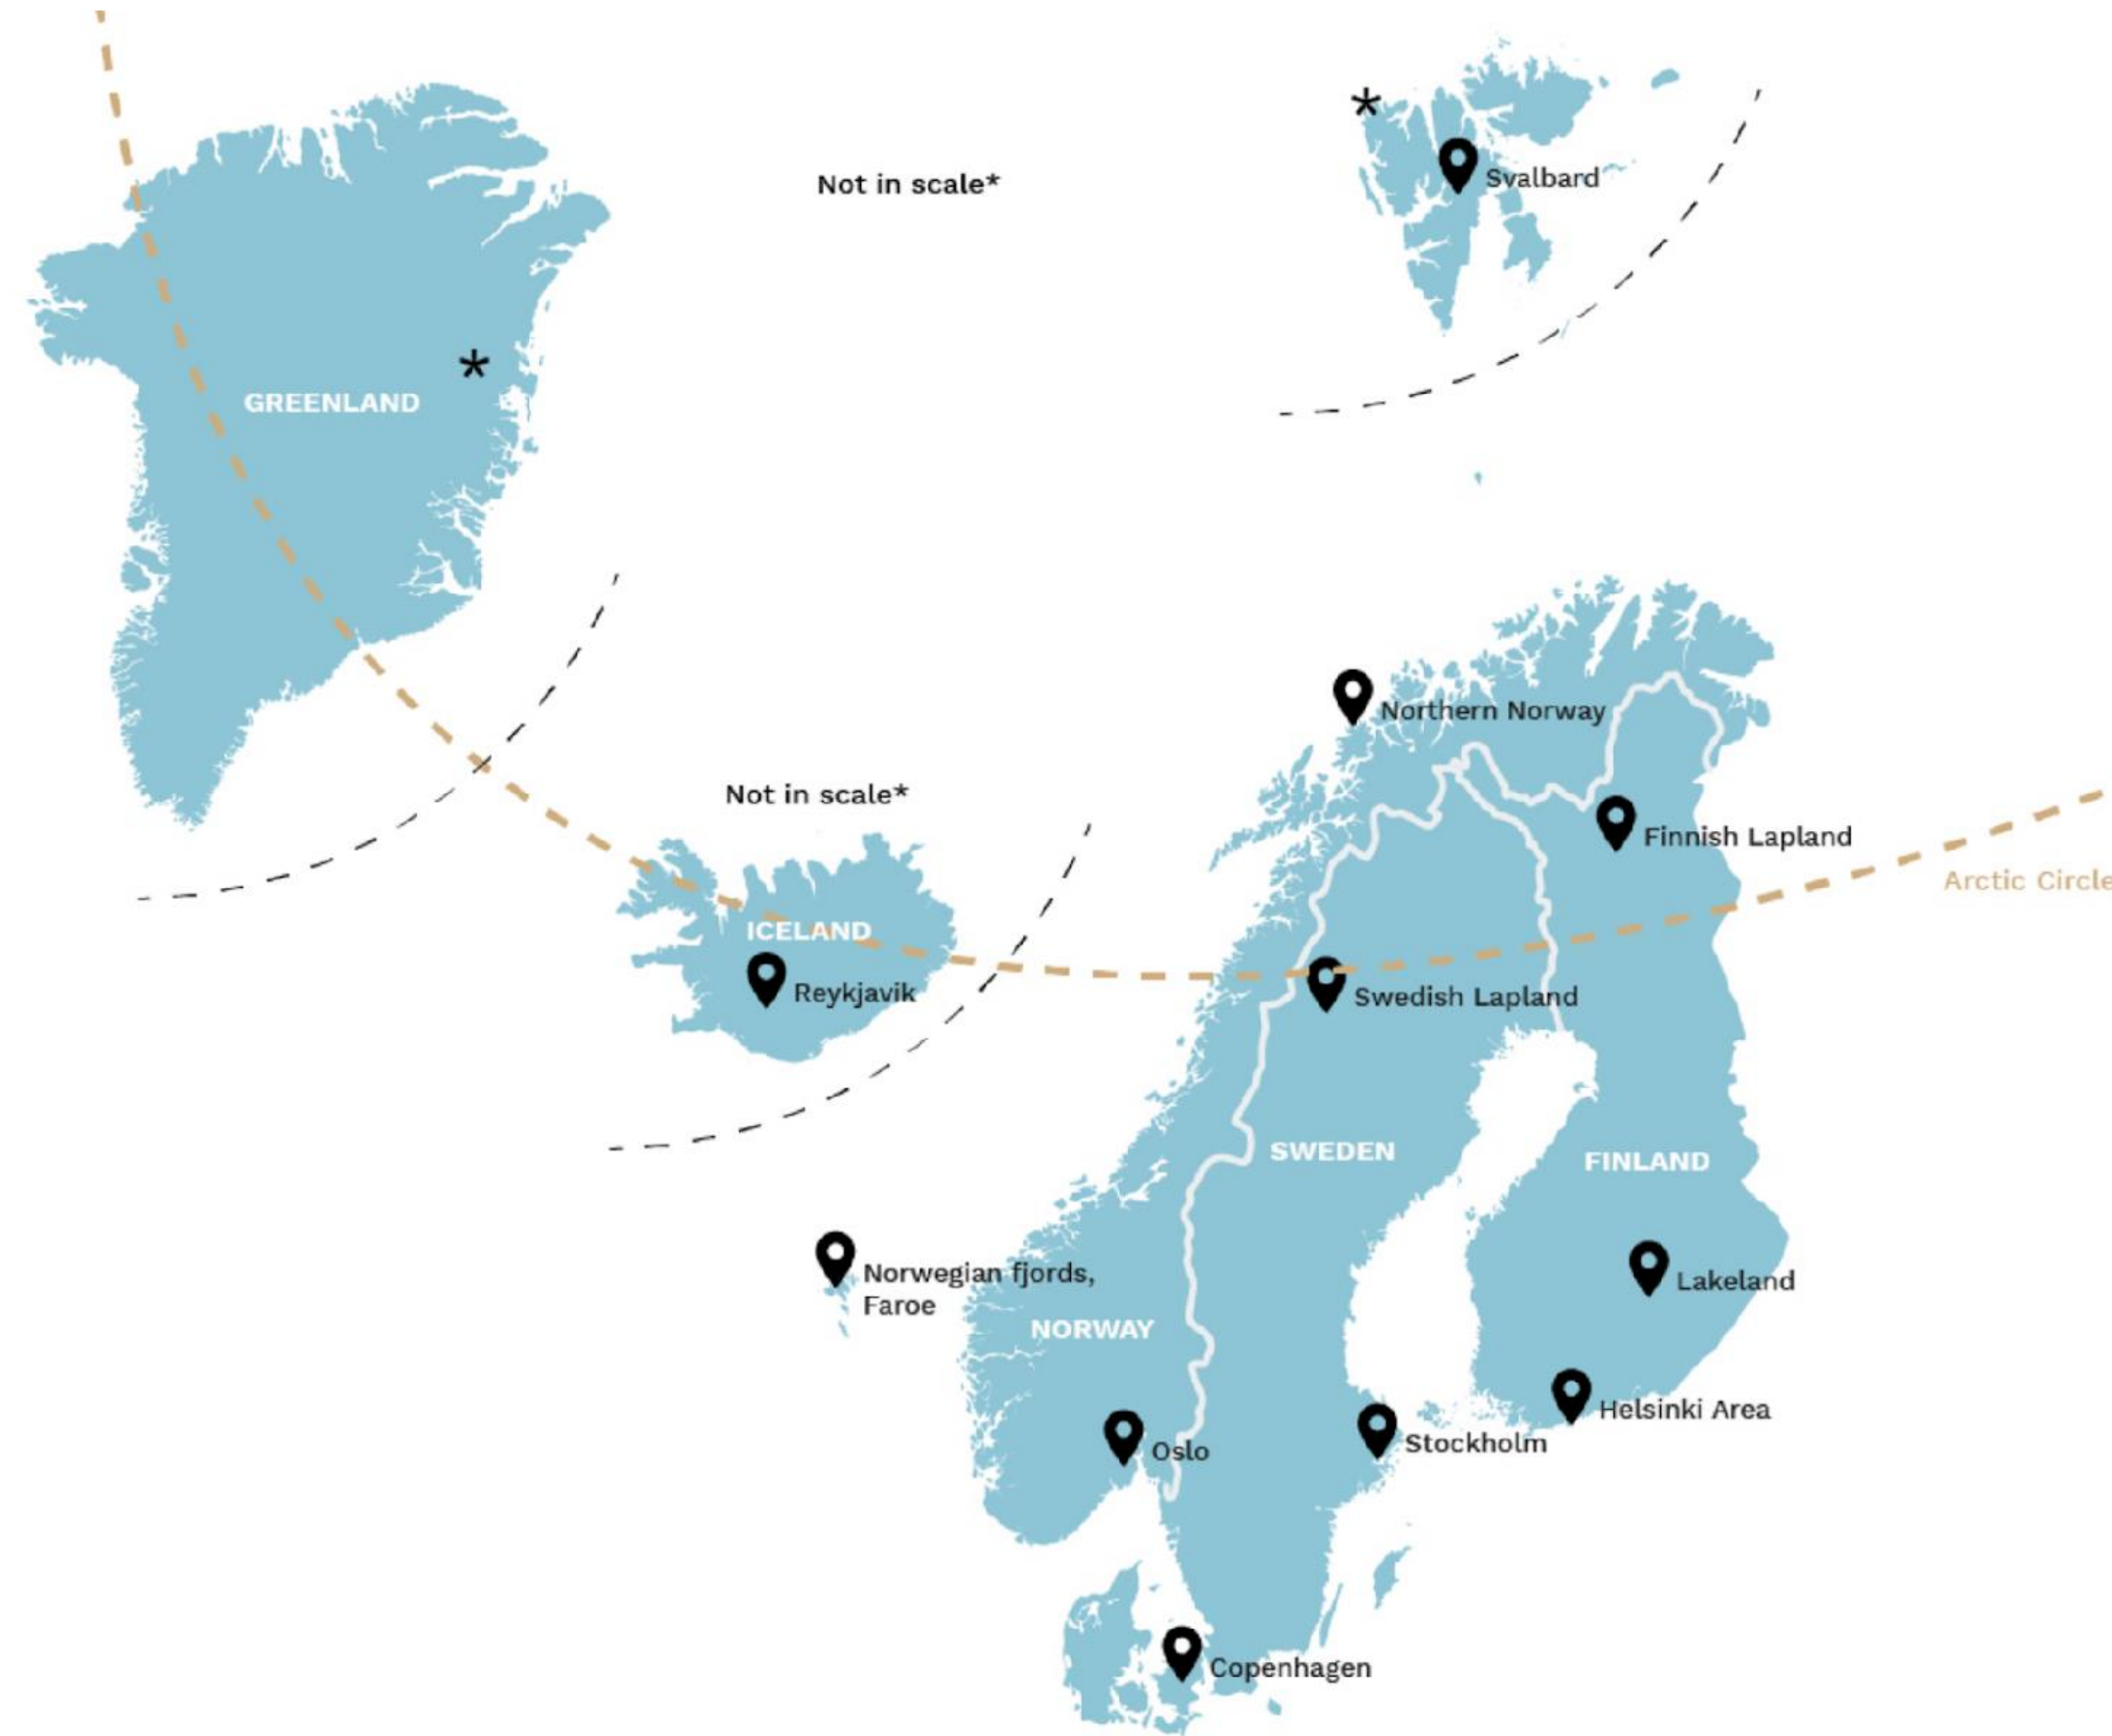 Not in scale*
*
Svalbard
*
GREENLAND
Northern Norway
Not in scale*
Finnish Lapland
Arctic Circle
ICELAND
Reykjavik
Swedish Lapland
SWEDEN
FINLAND
Norwegian fjords,
Faroe
Lakeland
NORWAY
Helsinki Area
Stockholm
Oslo
Copenhagen